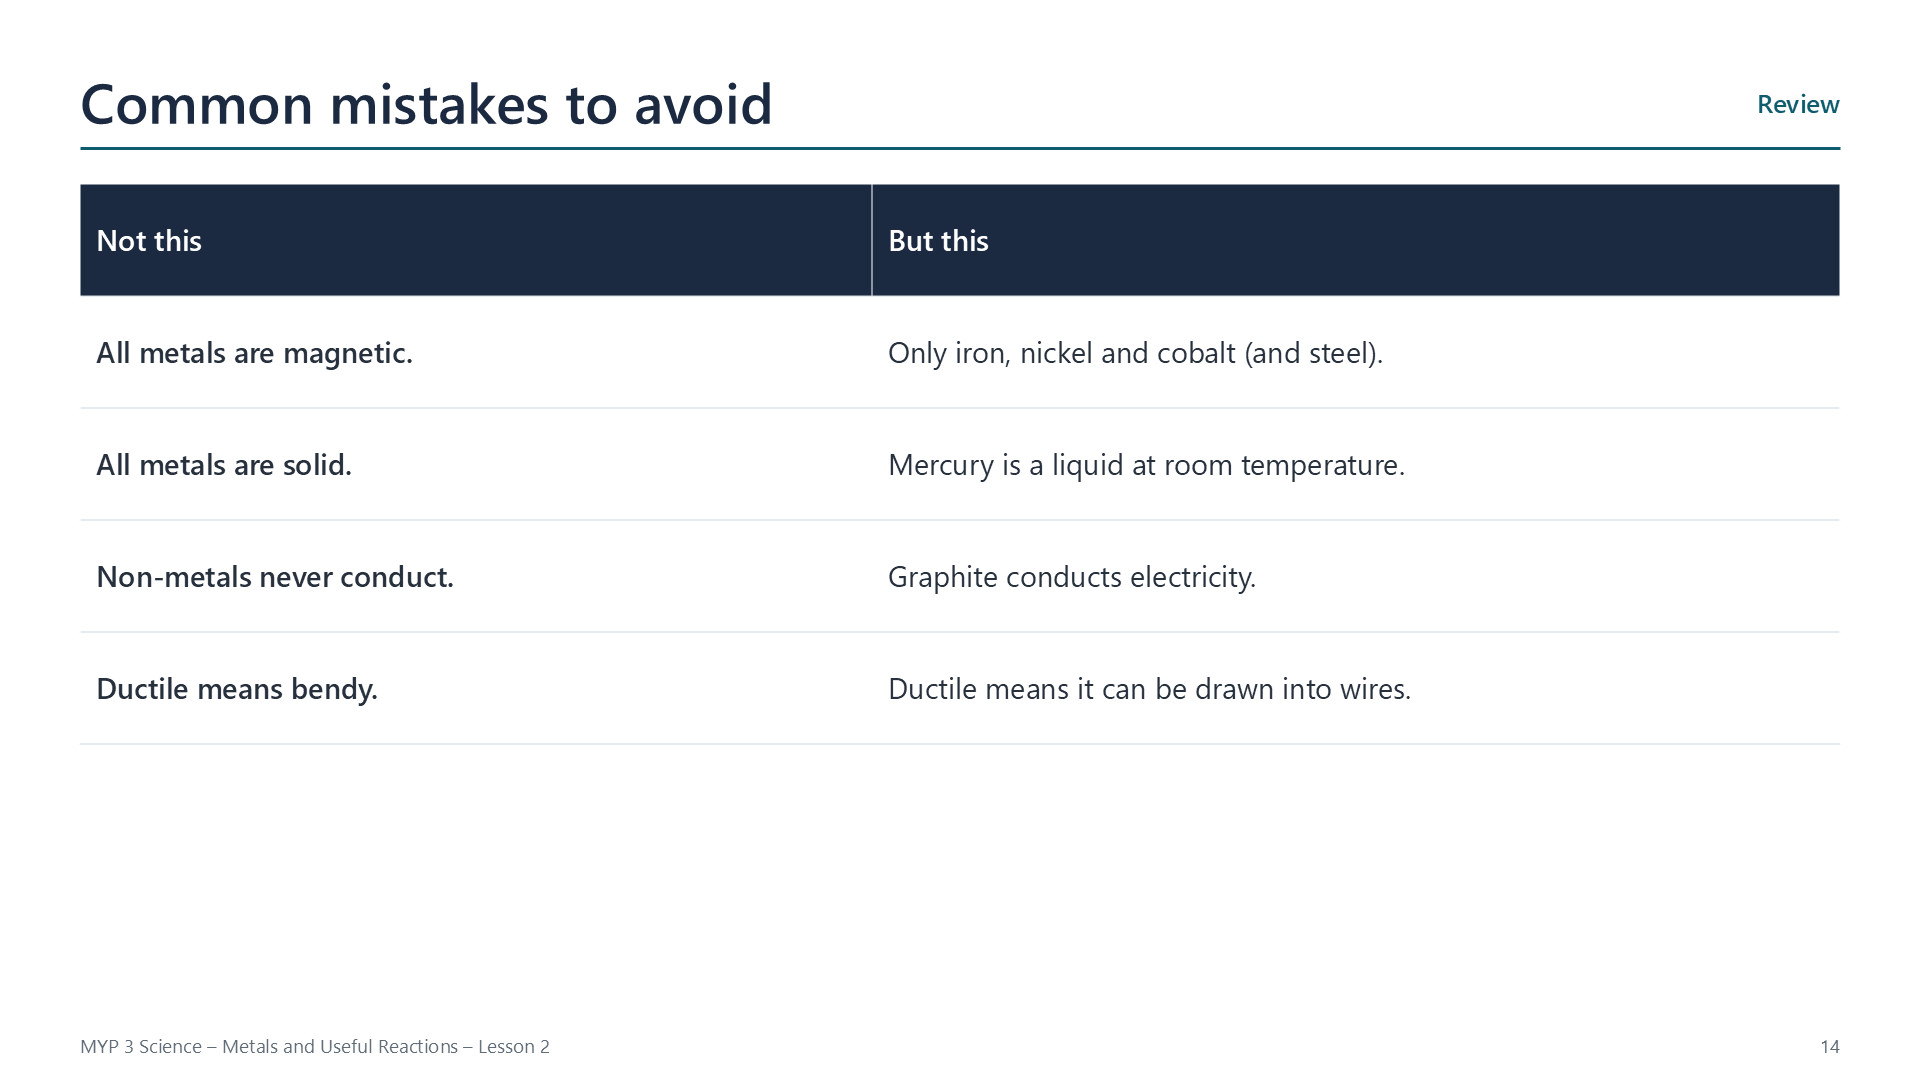 Common mistakes to avoid
Review
Not this
But this
All metals are magnetic.
Only iron, nickel and cobalt (and steel).
All metals are solid.
Mercury is a liquid at room temperature.
Non-metals never conduct.
Graphite conducts electricity.
Ductile means bendy.
Ductile means it can be drawn into wires.
MYP 3 Science – Metals and Useful Reactions – Lesson 2
14